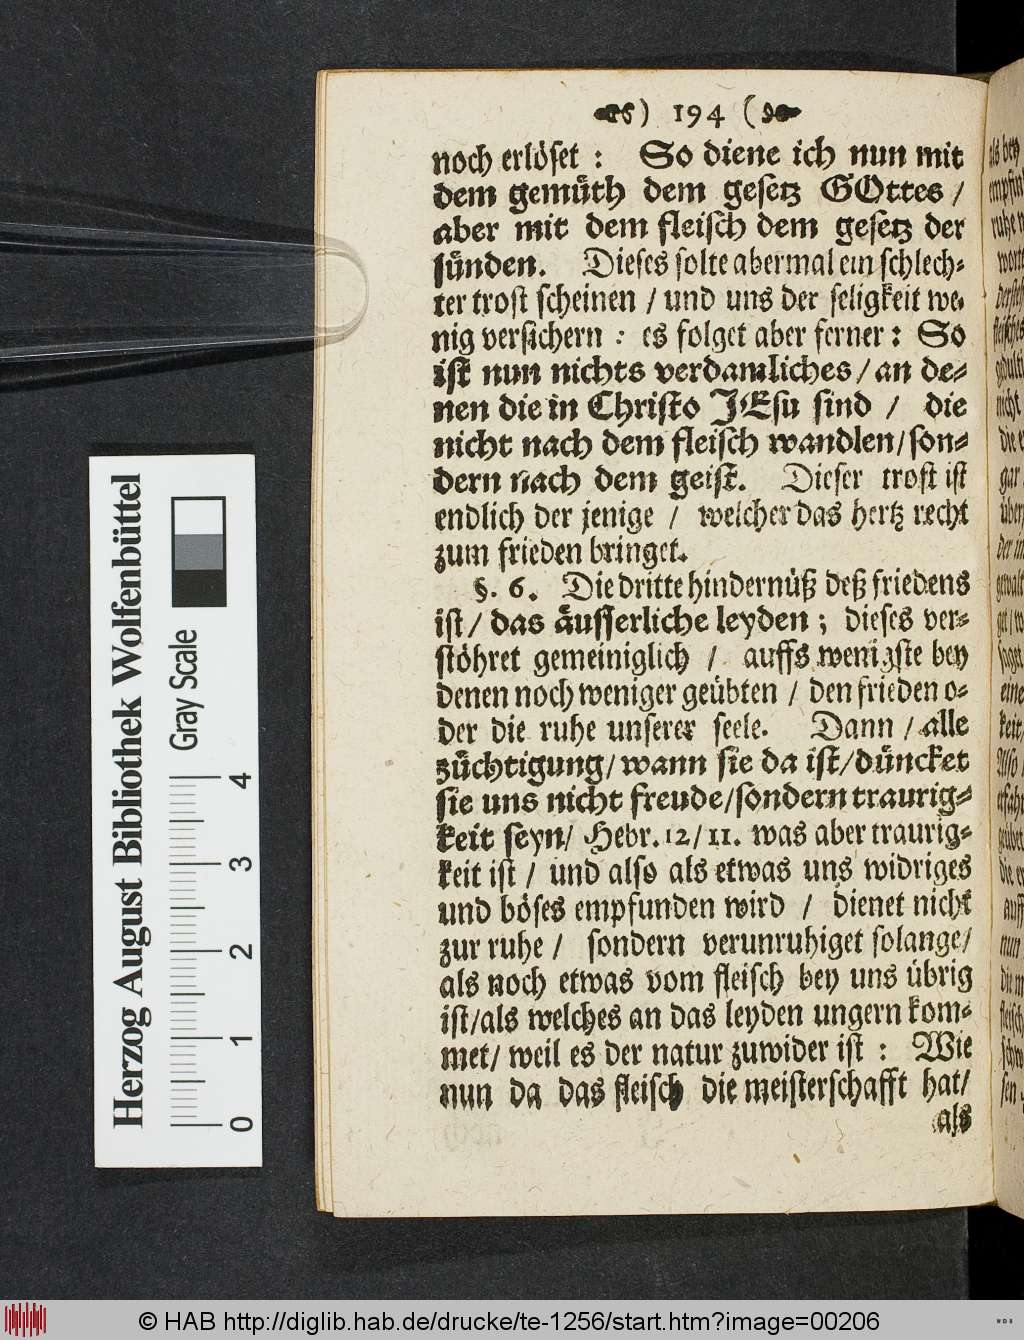 ) 194 (
noch erlöset : So diene ich nun mit
dem gemüth dem gesetz GOttes /
aber mit dem fleisch dem gesetz der
sünden. Dieses solte abermal ein schlech-
ter trost scheinen / und uns der seligkeit we-
nig versichern : es folget aber ferner : So
ist nun nichts verdamliches / an de-
nen die in Christo JEsu sind / die
nicht nach dem fleisch wandlen / son-
dern nach dem geist. Dieser trost ist
endlich der jenige / welcher das hertz recht
zum frieden bringet.
§. 6. Die dritte hindernüß deß friedens
ist / das äusserliche leyden ; dieses ver-
stöhret gemeiniglich / auffs wenigste bey
denen noch weniger geübten / den frieden o-
der die ruhe unserer seele. Dann / alle
züchtigung / wann sie da ist / düncket
sie uns nicht freude / sondern traurig-
keit seyn / Hebr. 12 / 11. was aber traurig-
keit ist / und also als etwas uns widriges
und böses empfunden wird / dienet nicht
zur ruhe / sondern verunruhiget solange /
als noch etwas vom fleisch bey uns übrig
ist / als welches an das leyden ungern kom-
met / weil es der natur zuwider ist : Wie
nun da das fleisch die meisterschafft hat /
als
Herzog August Bibliothek Wolfenbüttel
Gray Scale
0 1 2 3 4
© HAB http://diglib.hab.de/drucke/te-1256/start.htm?image=00206